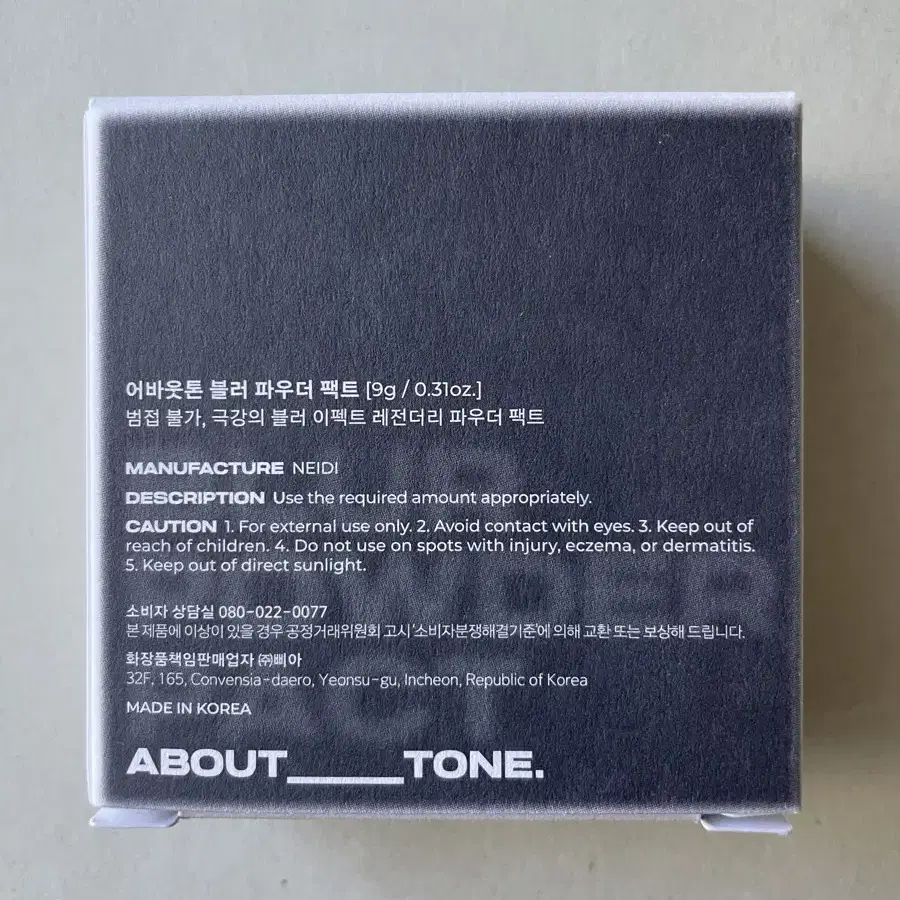 어바웃톤 블러 파우더 팩트 [9g / 0.31oz.]
범접 불가, 극강의 블러 이펙트 레전더리 파우더 팩트
MANUFACTURE NEIDI
DESCRIPTION Use the required amount appropriately.
CAUTION 1. For external use only. 2. Avoid contact with eyes. 3. Keep out of
reach of children. 4. Do not use on spots with injury, eczema, or dermatitis.
5. Keep out of direct sunlight.
소비자 상담실 080-022-0077
본 제품에 이상이 있을 경우 공정거래위원회 고시 '소비자분쟁해결기준'에 의해 교환 또는 보상해 드립니다.
화장품책임판매업자 ㈜삐아
32F, 165, Convensia-daero, Yeonsu-gu, Incheon, Republic of Korea
MADE IN KOREA
ABOUT_____TONE.